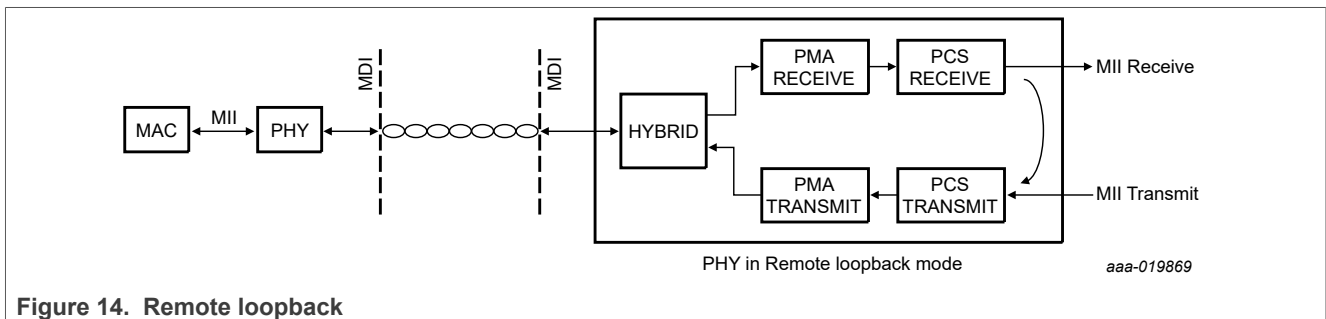 MAC
MII
PHY
MDI
MDI
HYBRID
PMA
RECEIVE
PCS
RECEIVE
MII Receive
PMA
TRANSMIT
PCS
TRANSMIT
MII Transmit
PHY in Remote loopback mode
aaa-019869
Figure 14. Remote loopback